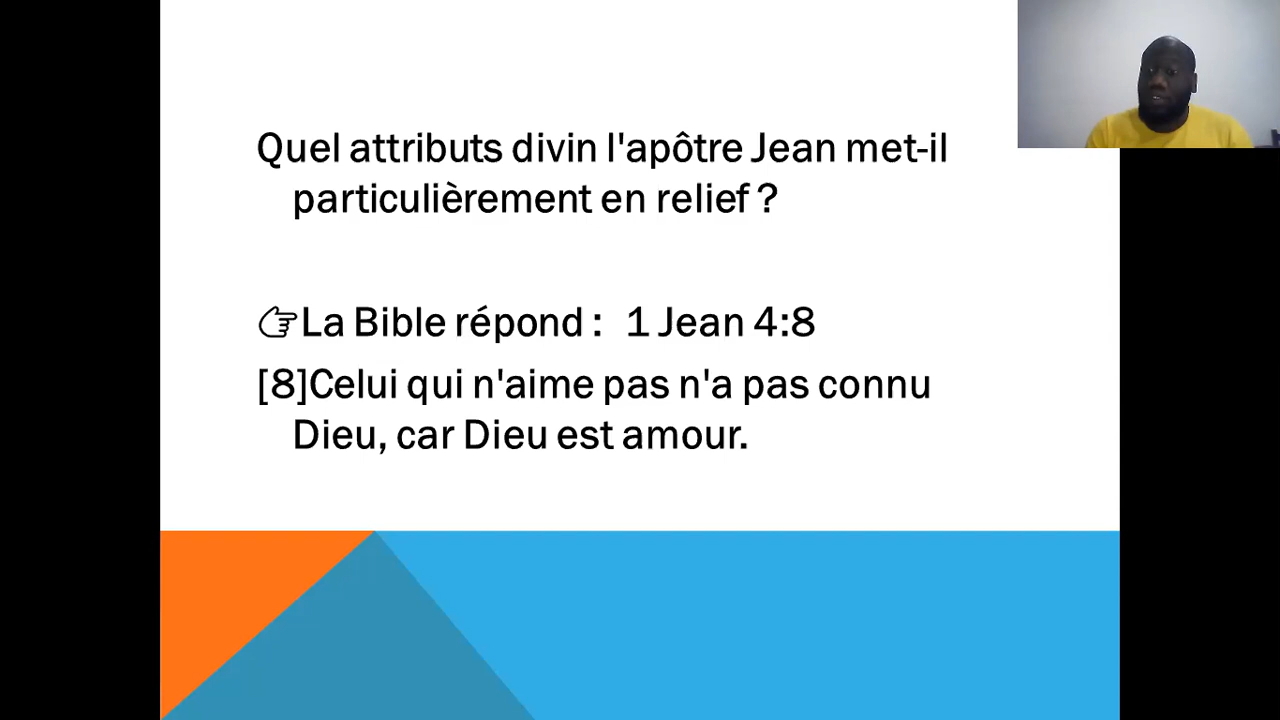 Quel attributs divin l'apôtre Jean met-il
particulièrement en relief ?
👉La Bible répond :  1 Jean 4:8
[8]Celui qui n'aime pas n'a pas connu
Dieu, car Dieu est amour.